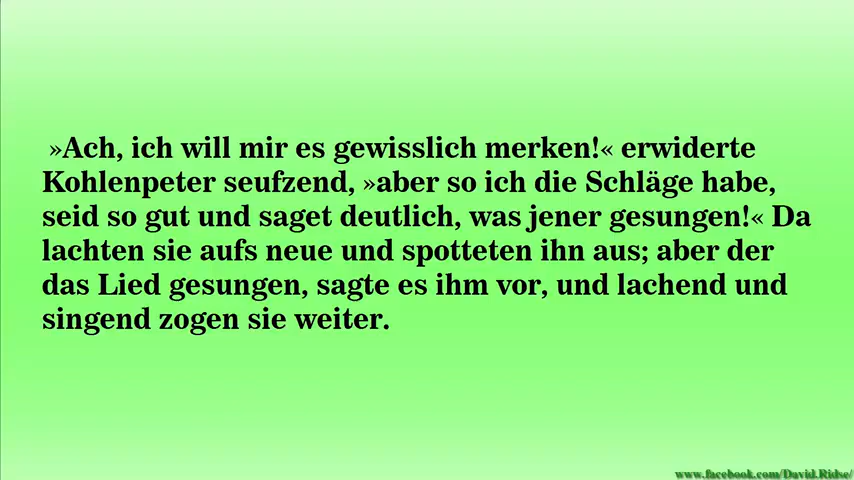 »Ach, ich will mir es gewisslich merken!« erwiderte
Kohlenpeter seufzend, »aber so ich die Schläge habe,
seid so gut und saget deutlich, was jener gesungen!« Da
lachten sie aufs neue und spotteten ihn aus; aber der
das Lied gesungen, sagte es ihm vor, und lachend und
singend zogen sie weiter.
www.facebook.com/David.Ridse/